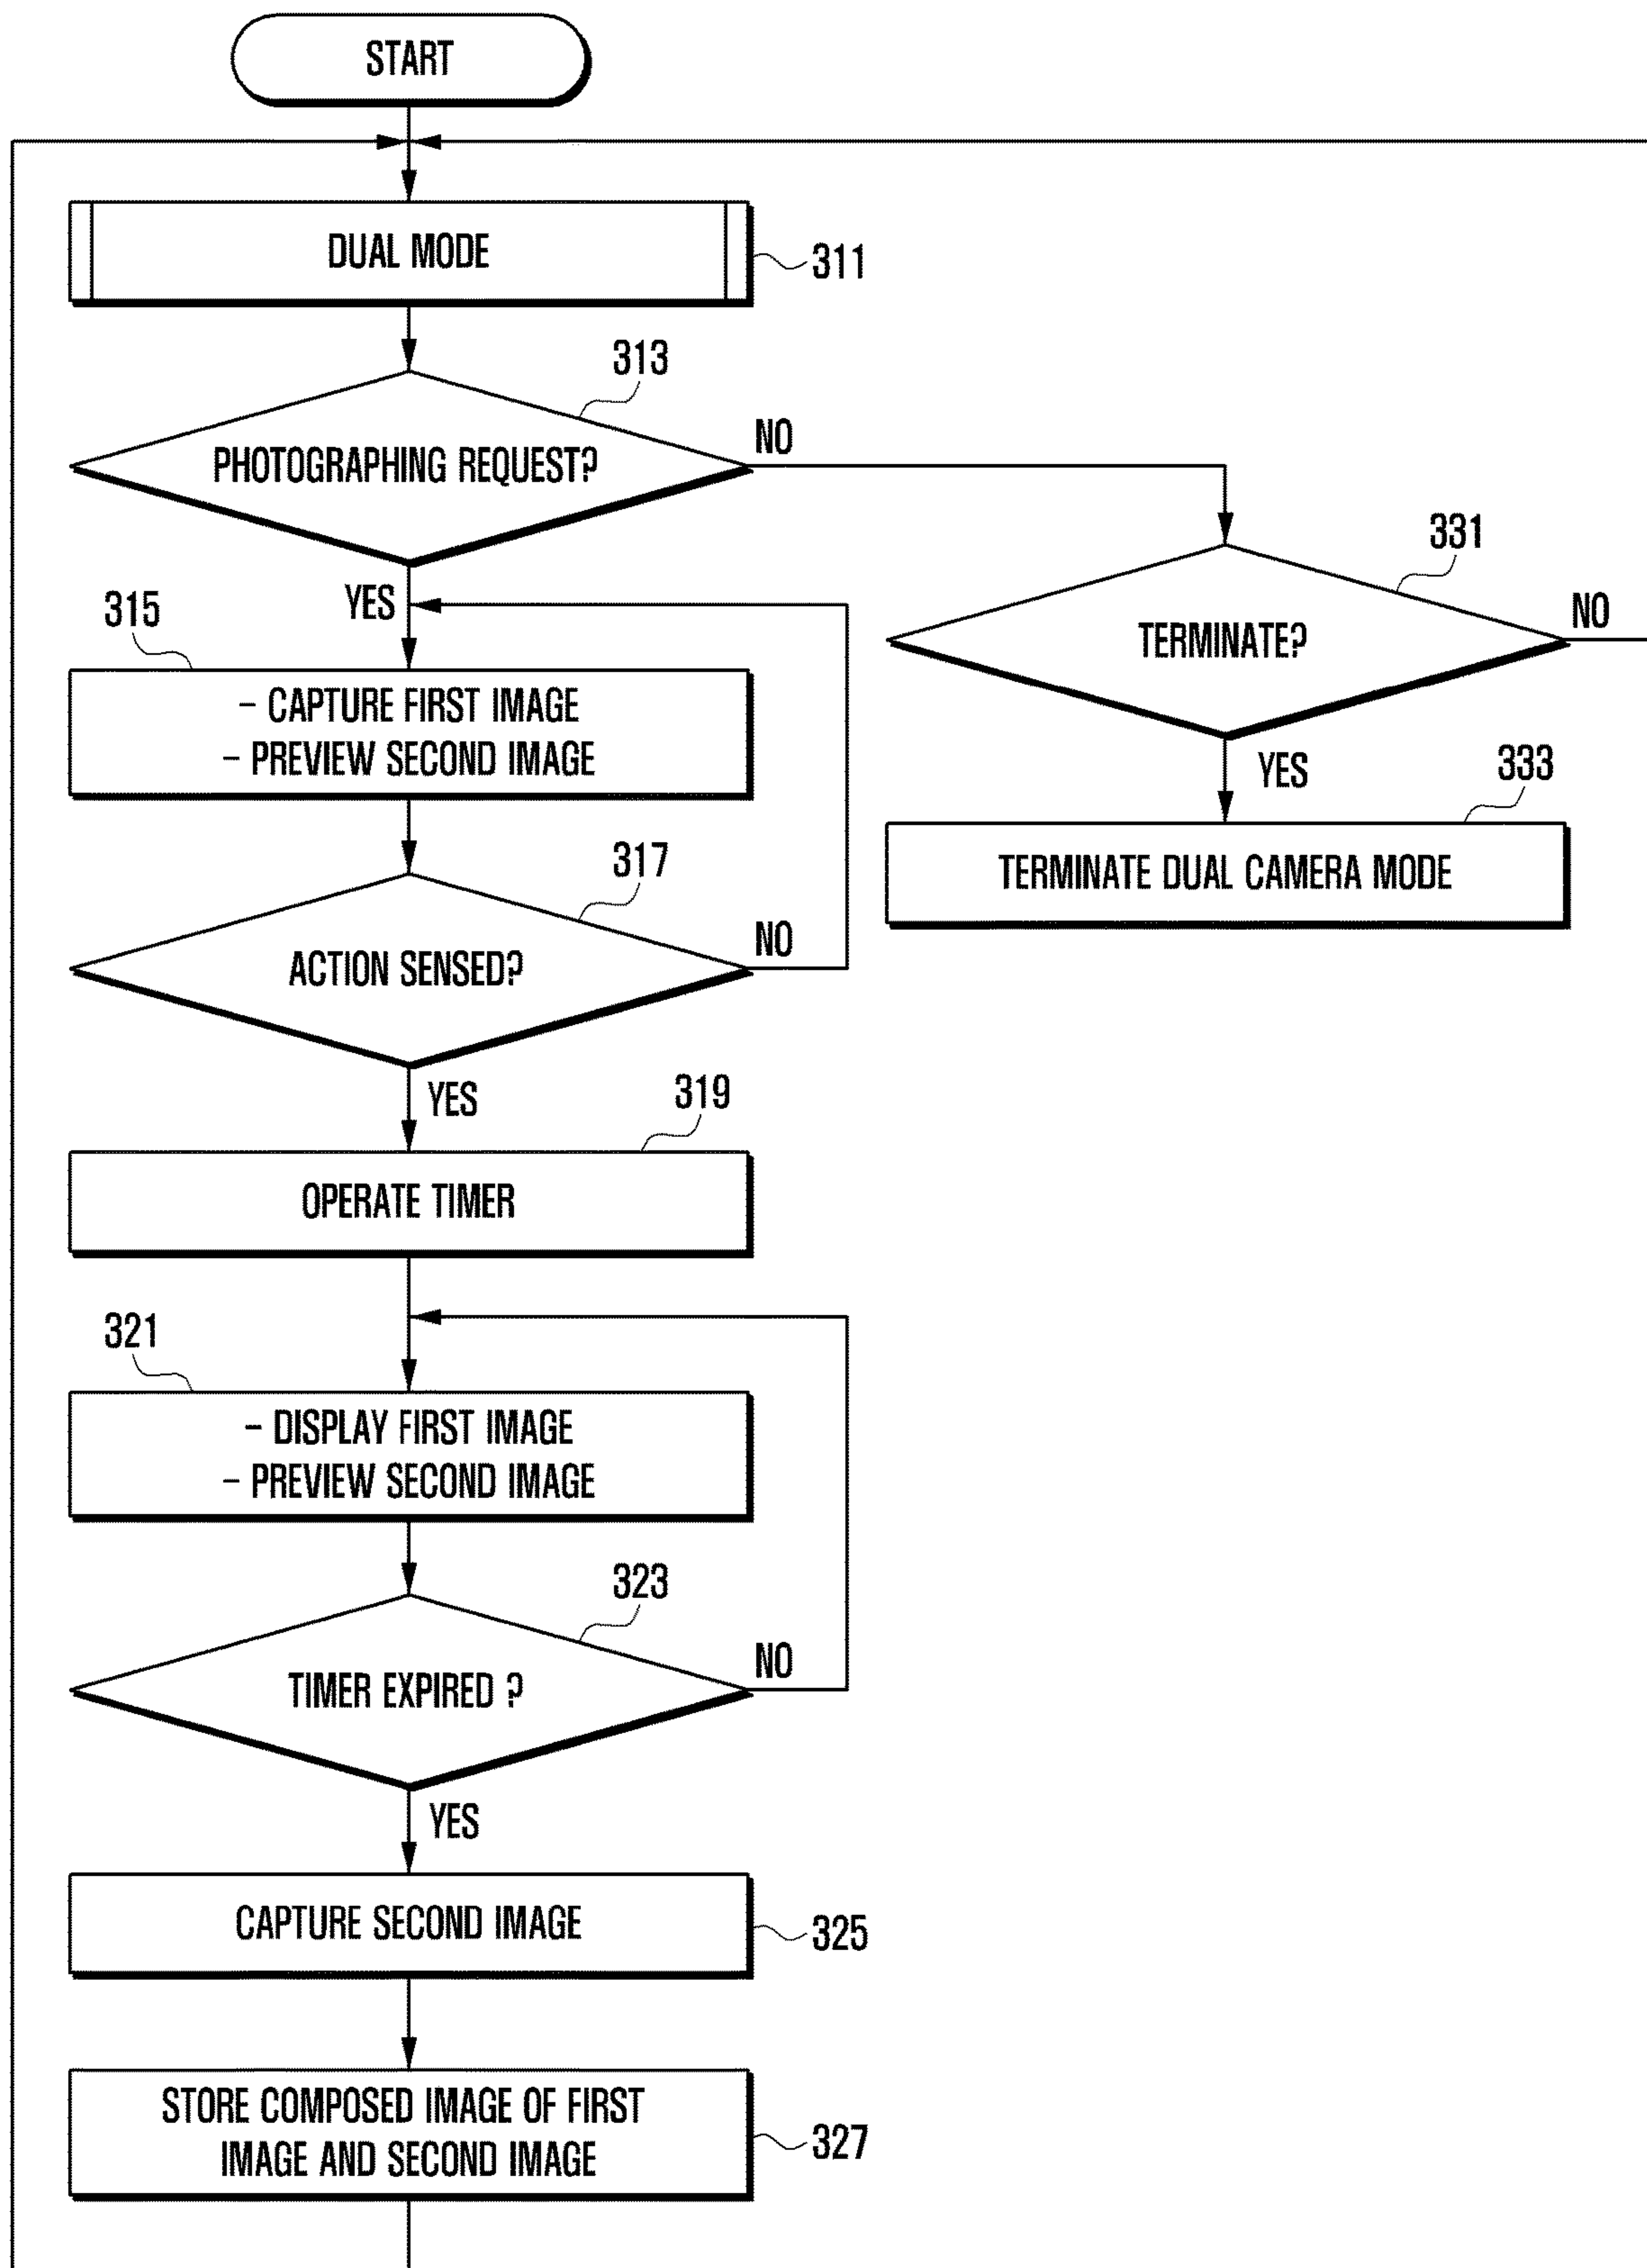 START
DUAL MODE
311
313
PHOTOGRAPHING REQUEST?
NO
YES
331
TERMINATE?
NO
YES
333
TERMINATE DUAL CAMERA MODE
315
– CAPTURE FIRST IMAGE
– PREVIEW SECOND IMAGE
317
ACTION SENSED?
NO
YES
319
OPERATE TIMER
321
– DISPLAY FIRST IMAGE
– PREVIEW SECOND IMAGE
323
TIMER EXPIRED ?
NO
YES
CAPTURE SECOND IMAGE
325
STORE COMPOSED IMAGE OF FIRST
IMAGE AND SECOND IMAGE
327